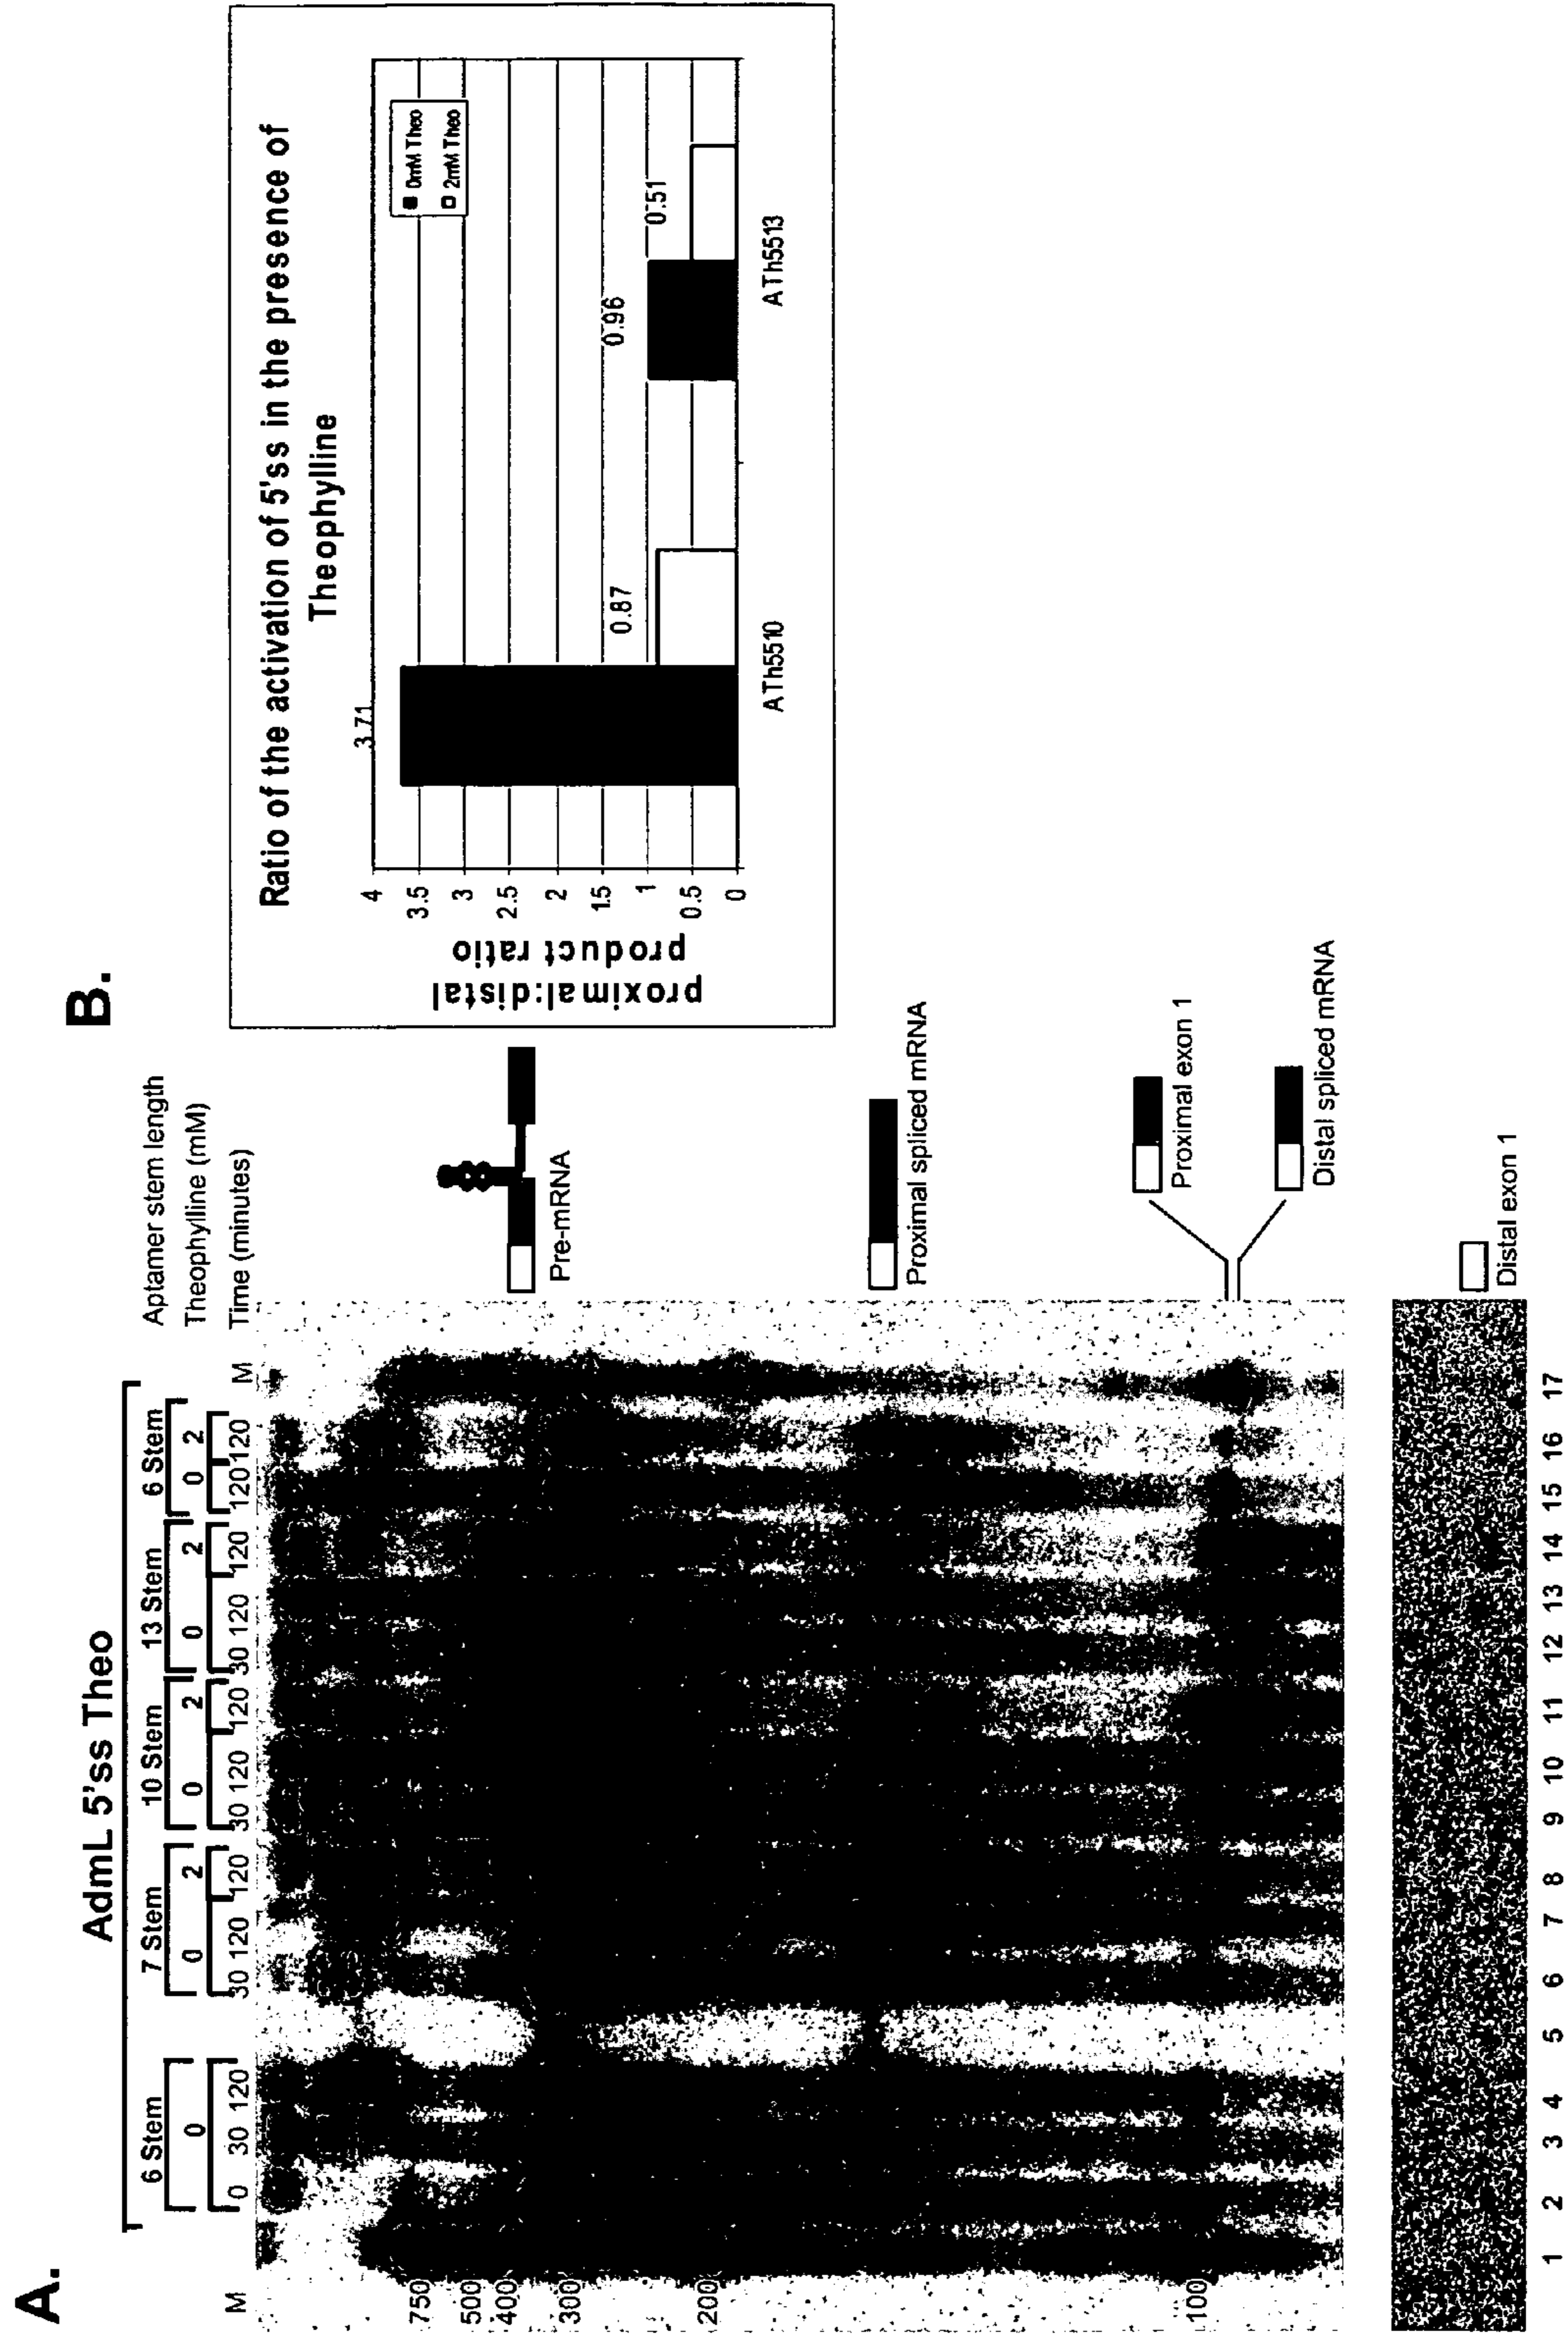 A.
AdmL 5'ss Theo
6 Stem 7 Stem 10 Stem 13 Stem 6 Stem Aptamer stem length
0 0 2 0 2 0 2 0 2 Theophylline (mM)
M 0 30 120 30 120 120 30 120 120 30 120 120 120 120 M Time (minutes)
750
500
400
300
200
100
Pre-mRNA
Proximal spliced mRNA
Proximal exon 1
Distal spliced mRNA
Distal exon 1
1 2 3 4 5 6 7 8 9 10 11 12 13 14 15 16 17
B.
Ratio of the activation of 5'ss in the presence of
Theophylline
proximal:distal
product ratio
4
3.5
3
2.5
2
1.5
1
0.5
0
3.71
0.87
0.96
0.51
0mM Theo
2mM Theo
ATh5510 ATh5513